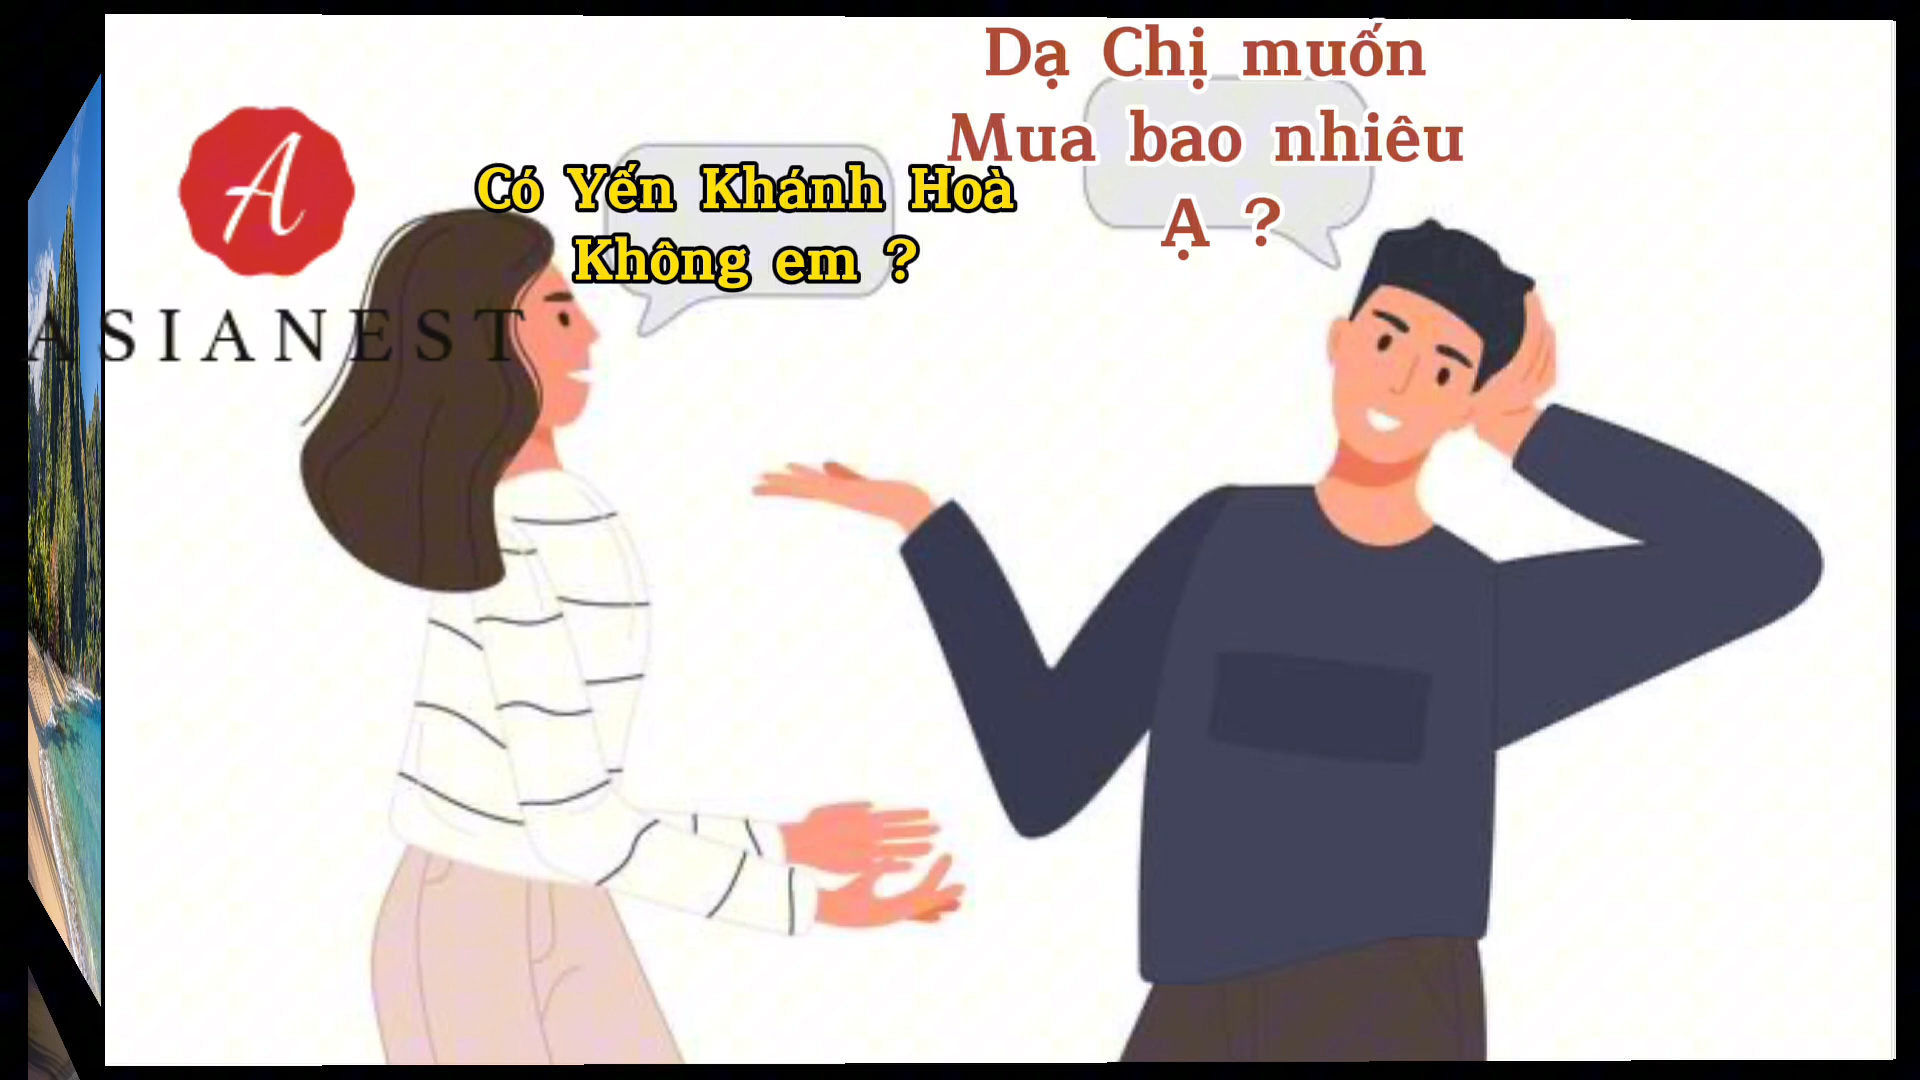 A
ASIANEST
Có Yến Khánh Hoà
Không em ?
Dạ Chị muốn
Mua bao nhiêu
Ạ ?